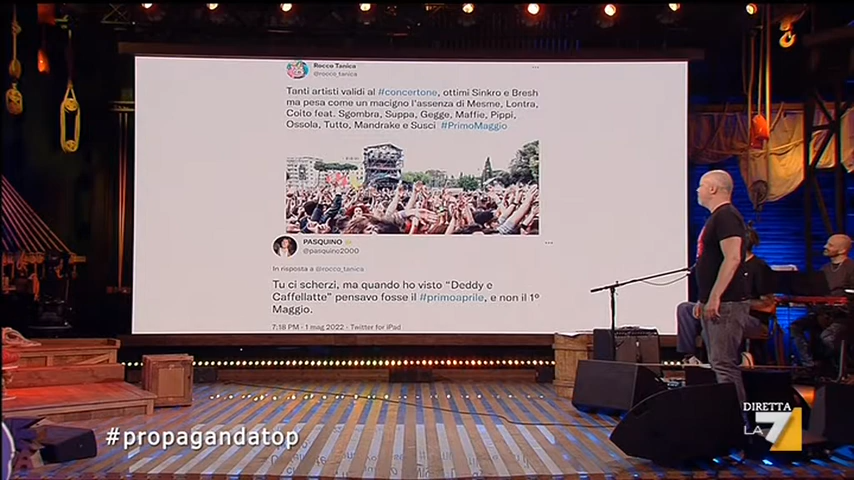 Rocco Tanica
@rocco_tanica
Tanti artisti validi al #concertone, ottimi Sinkro e Bresh
ma pesa come un macigno l'assenza di Mesme, Lontra,
Coito feat. Sgombra, Suppa, Gegge, Maffie, Pippi,
Ossola, Tutto, Mandrake e Susci #PrimoMaggio
PASQUINO
@pasquino2000
In risposta a @rocco_tanica
Tu ci scherzi, ma quando ho visto “Deddy e
Caffellatte” pensavo fosse il #primoaprile, e non il 1º
Maggio.
7:18 PM · 1 mag 2022 · Twitter for iPad
DIRETTA
LA7
#propagandatop